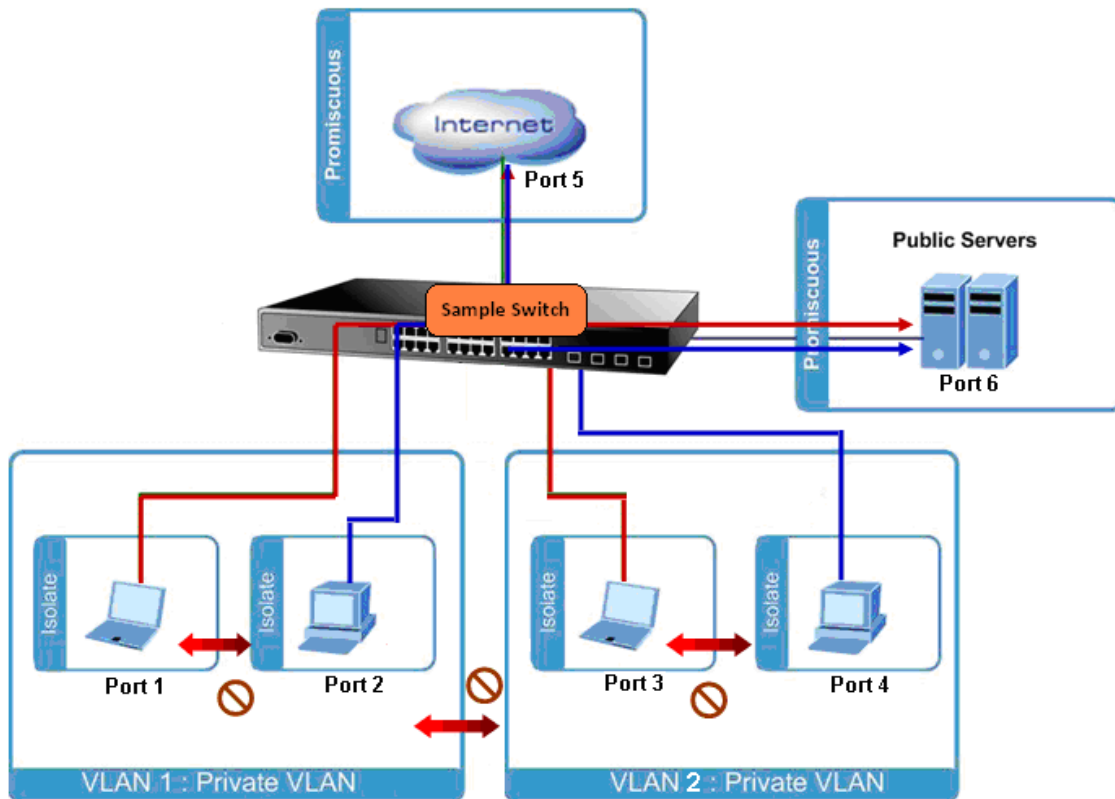 Promiscuous
Internet
Port 5
Promiscuous
Public Servers
Port 6
Sample Switch
Isolate
Port 1
Isolate
Port 2
Isolate
Port 3
Isolate
Port 4
VLAN 1 : Private VLAN
VLAN 2 : Private VLAN